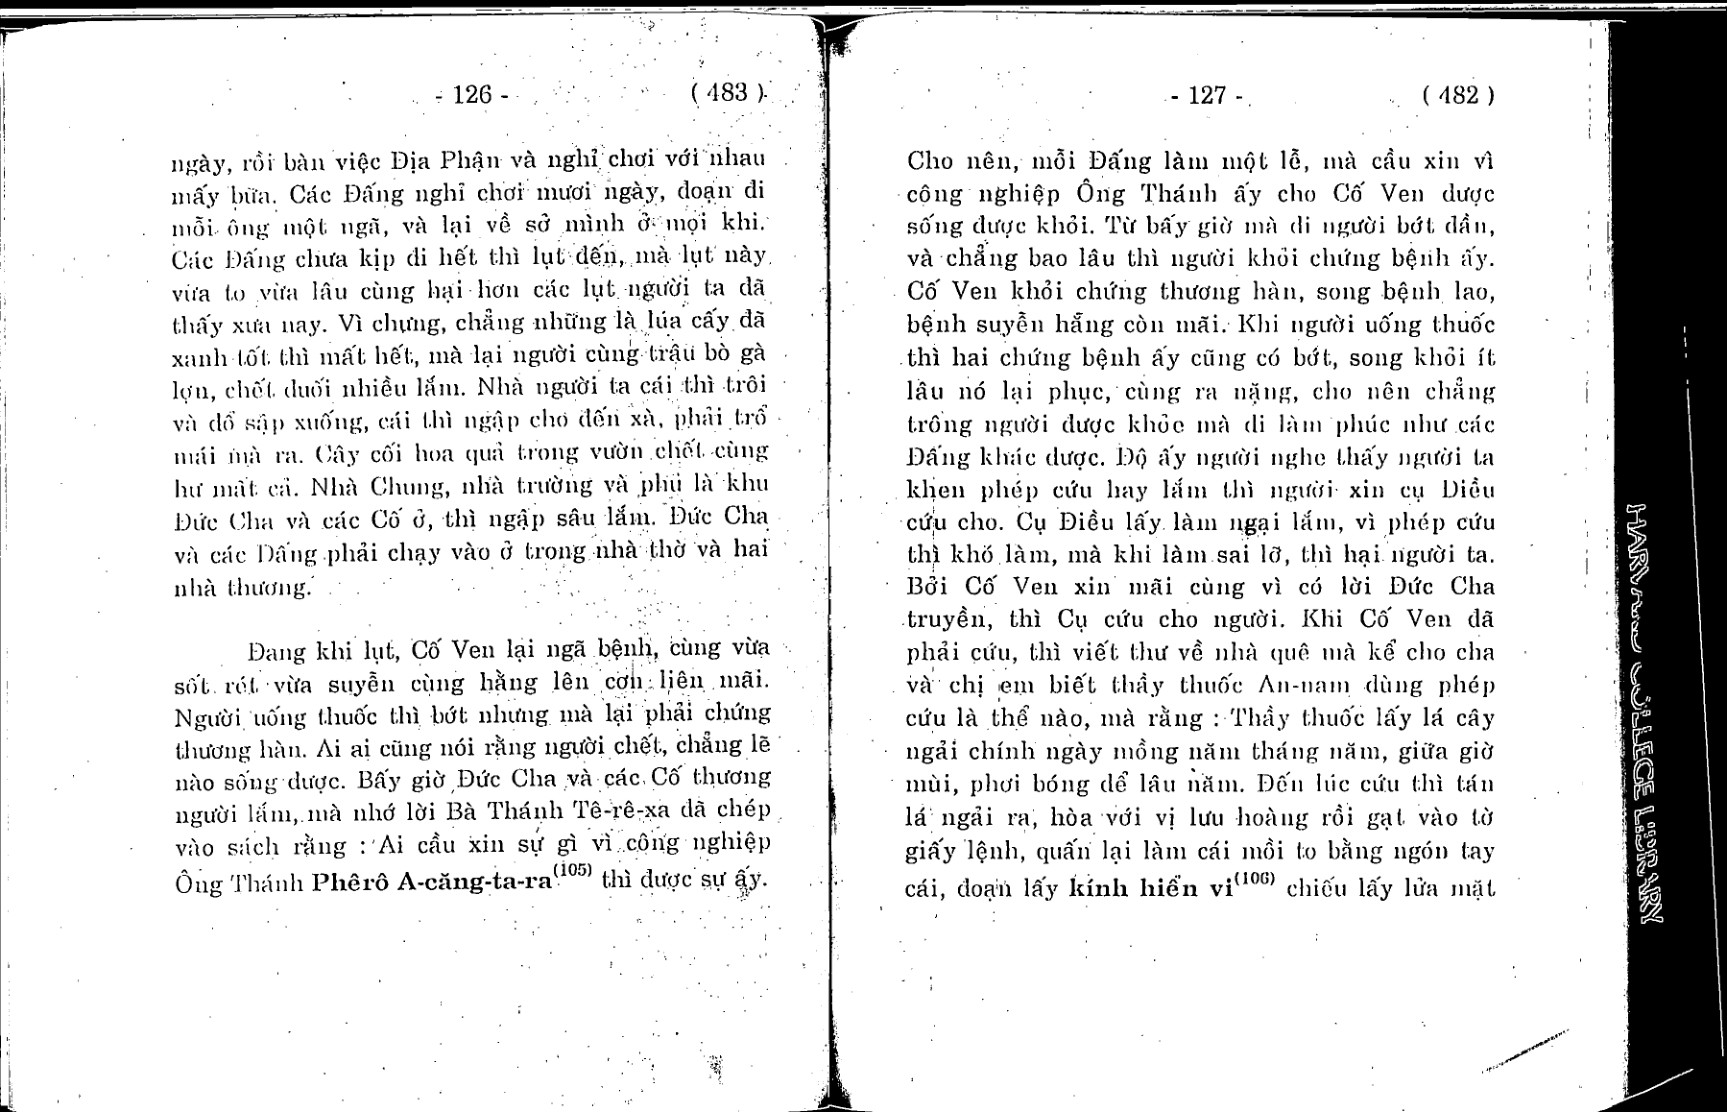 - 126 -
( 483 )
ngày, rồi bàn việc Địa Phận và nghỉ chơi với nhau
mấy bữa. Các Đấng nghỉ chơi mươi ngày, đoạn đi
mỗi ông một ngã, và lại về sở mình ở mọi khi.
Các Đấng chưa kịp đi hết thì lụt đến, mà lụt này
vừa to vừa lâu cùng hại hơn các lụt người ta đã
thấy xưa nay. Vì chưng, chẳng những là lúa cấy đã
xanh tốt thì mất hết, mà lại người cùng trâu bò gà
lợn, chết đuối nhiều lắm. Nhà người ta cái thì trôi
và đổ sập xuống, cái thì ngập cho đến xà, phải trổ
mái mà ra. Cây cối hoa quả trong vườn chết cùng
hư mất cả. Nhà Chung, nhà trường và phủ là khu
Đức Cha và các Cố ở, thì ngập sâu lắm. Đức Cha
và các Đấng phải chạy vào ở trong nhà thờ và hai
nhà thương.
Đang khi lụt, Cố Ven lại ngã bệnh, cùng vừa
sốt rét vừa suyễn cùng hằng lên cơn liên mãi.
Người uống thuốc thì bớt nhưng mà lại phải chứng
thương hàn. Ai ai cũng nói rằng người chết, chẳng lẽ
nào sống được. Bấy giờ Đức Cha và các Cố thương
người lắm, mà nhớ lời Bà Thánh Tê-rê-xa đã chép
vào sách rằng : Ai cầu xin sự gì vì công nghiệp
Ông Thánh Phêrô A-căng-ta-ra(105) thì được sự ấy.
- 127 -
( 482 )
Cho nên, mỗi Đấng làm một lễ, mà cầu xin vì
công nghiệp Ông Thánh ấy cho Cố Ven được
sống được khỏi. Từ bấy giờ mà đi người bớt dần,
và chẳng bao lâu thì người khỏi chứng bệnh ấy.
Cố Ven khỏi chứng thương hàn, song bệnh lao,
bệnh suyễn hẵng còn mãi. Khi người uống thuốc
thì hai chứng bệnh ấy cũng có bớt, song khỏi ít
lâu nó lại phục, cùng ra nặng, cho nên chẳng
trông người được khỏe mà đi làm phúc như các
Đấng khác được. Độ ấy người nghe thấy người ta
khen phép cứu hay lắm thì người xin cụ Điều
cứu cho. Cụ Điều lấy làm ngại lắm, vì phép cứu
thì khó làm, mà khi làm sai lỡ, thì hại người ta.
Bởi Cố Ven xin mãi cùng vì có lời Đức Cha
truyền, thì Cụ cứu cho người. Khi Cố Ven đã
phải cứu, thì viết thư về nhà quê mà kể cho cha
và chị em biết thầy thuốc An-nam dùng phép
cứu là thể nào, mà rằng : Thầy thuốc lấy lá cây
ngải chính ngày mồng năm tháng năm, giữa giờ
mùi, phơi bóng để lâu năm. Đến lúc cứu thì tán
lá ngải ra, hòa với vị lưu hoàng rồi gạt vào tờ
giấy lệnh, quấn lại làm cái mồi to bằng ngón tay
cái, đoạn lấy kính hiển vi(106) chiếu lấy lửa mặt
HARVARD COLLEGE LIBRARY